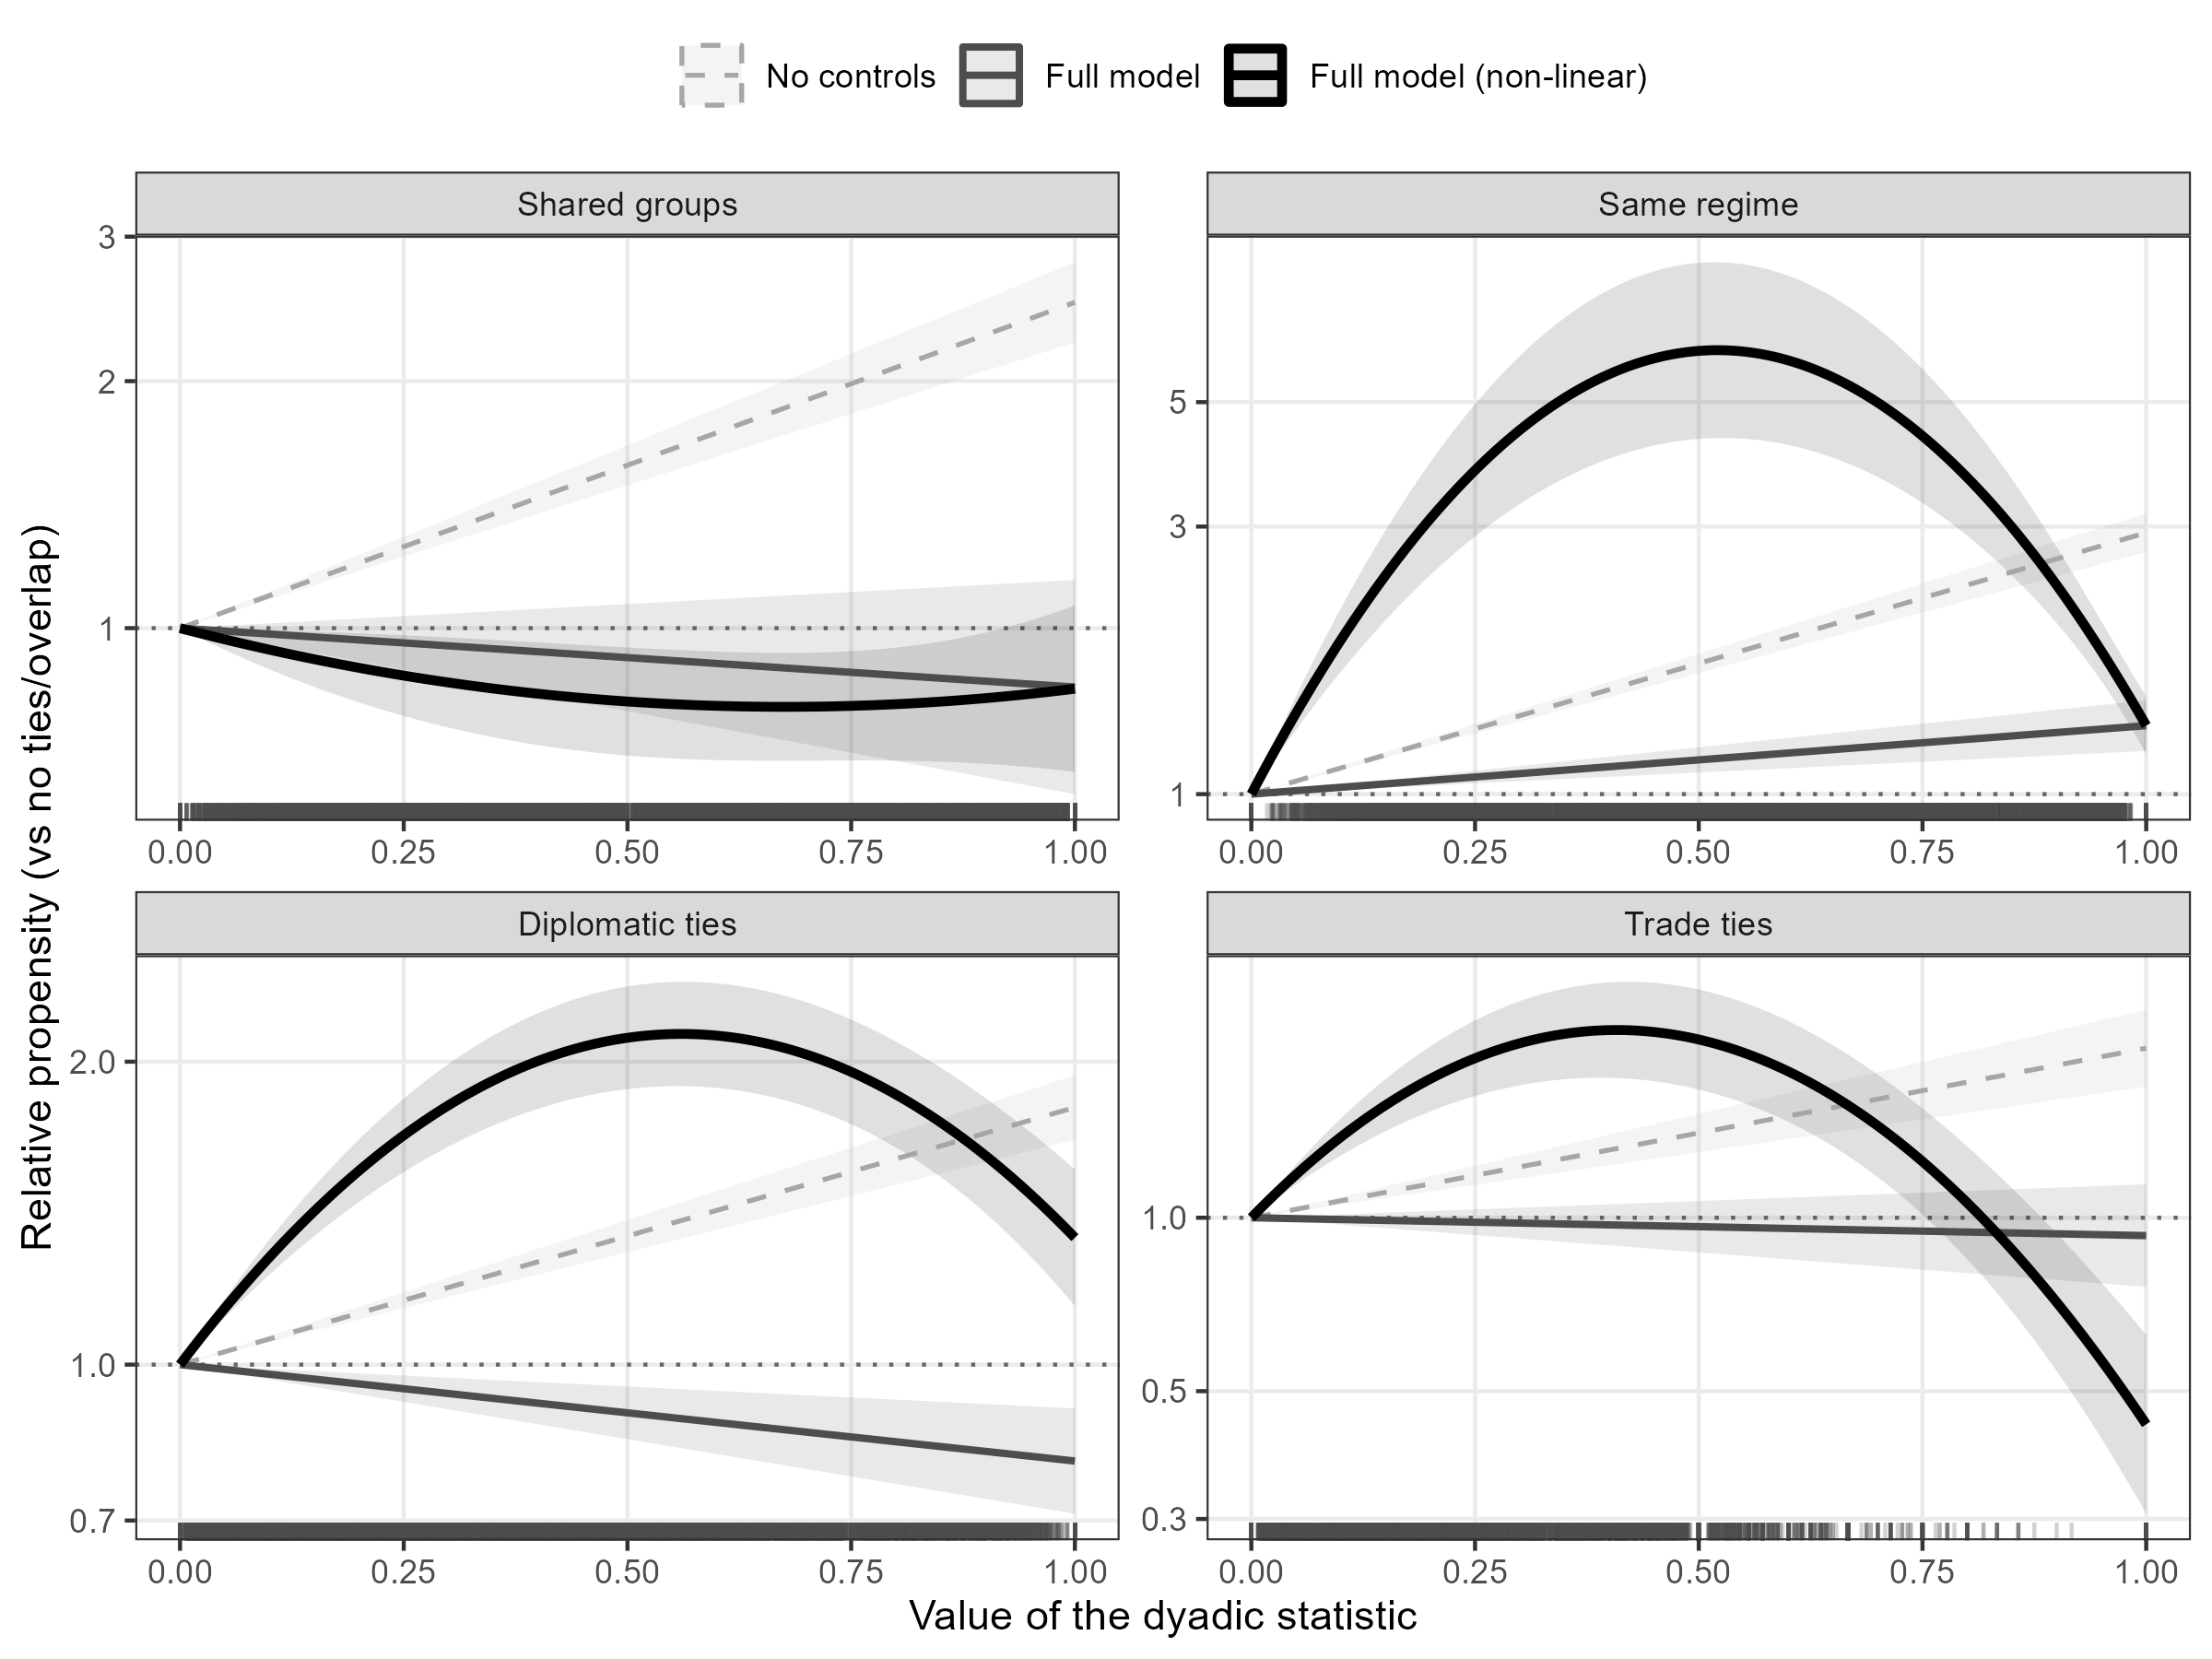 No controls Full model Full model (non-linear)
Relative propensity (vs no ties/overlap)
Shared groups
3
2
1
0.00 0.25 0.50 0.75 1.00
Same regime
5
3
1
0.00 0.25 0.50 0.75 1.00
Diplomatic ties
2.0
1.0
0.7
0.00 0.25 0.50 0.75 1.00
Trade ties
1.0
0.5
0.3
0.00 0.25 0.50 0.75 1.00
Value of the dyadic statistic